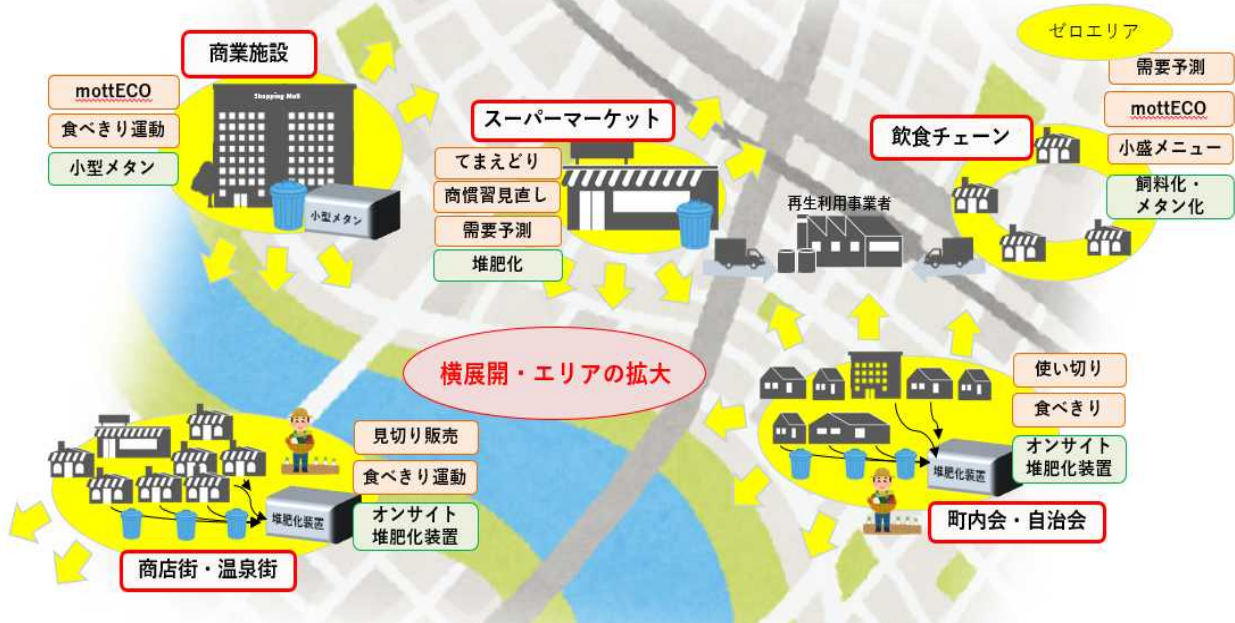 商業施設
Shopping Mall
mottECO
食べきり運動
小型メタン
小型メタン
スーパーマーケット
てまえどり
商慣習見直し
需要予測
堆肥化
再生利用事業者
飲食チェーン
ゼロエリア
需要予測
mottECO
小盛メニュー
飼料化・
メタン化
横展開・エリアの拡大
見切り販売
食べきり運動
オンサイト
堆肥化装置
堆肥化装置
商店街・温泉街
使い切り
食べきり
オンサイト
堆肥化装置
堆肥化装置
町内会・自治会